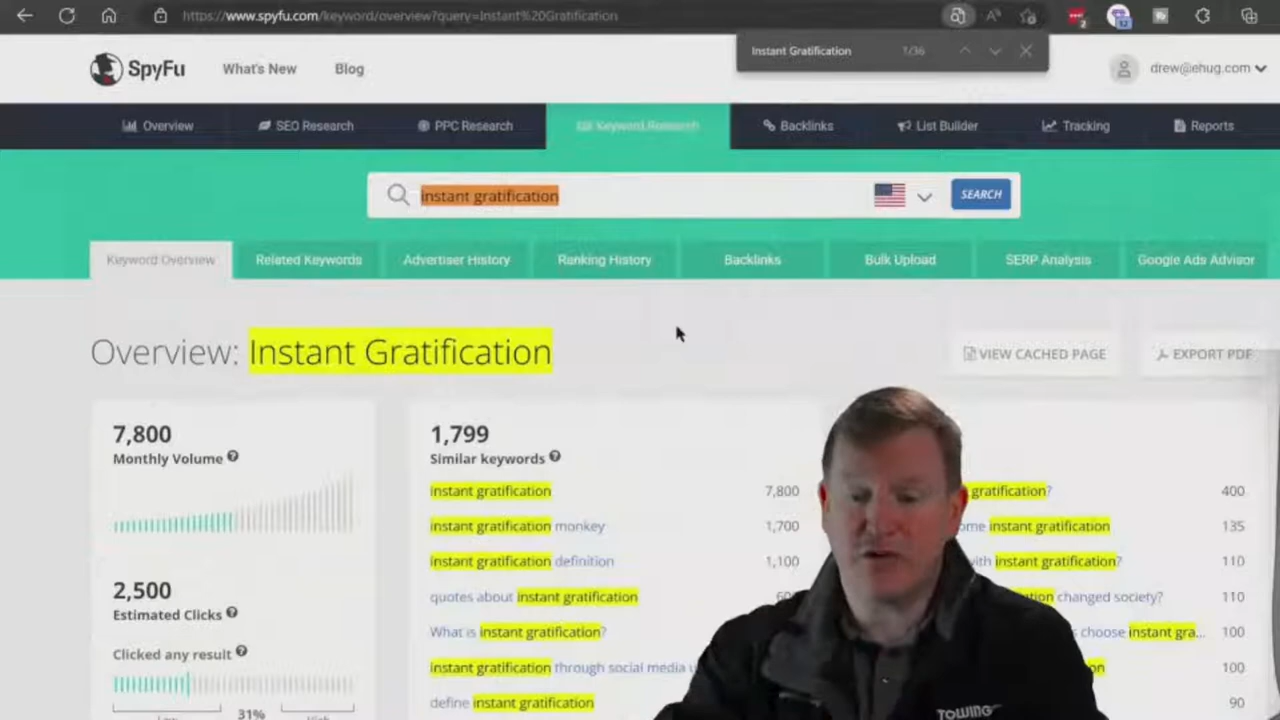 https://www.spyfu.com/keyword/overview?query=Instant%20Gratification
2
12
Instant Gratification 1/36
SpyFu What's New Blog drew@ehug.com
Overview SEO Research PPC Research Keyword Research Backlinks List Builder Tracking Reports
instant gratification SEARCH
Keyword Overview Related Keywords Advertiser History Ranking History Backlinks Bulk Upload SERP Analysis Google Ads Advisor
Overview: Instant Gratification VIEW CACHED PAGE EXPORT PDF
7,800
Monthly Volume
2,500
Estimated Clicks
Clicked any result
31%
1,799
Similar keywords
instant gratification 7,800
instant gratification monkey 1,700
instant gratification definition 1,100
quotes about instant gratification
What is instant gratification?
instant gratification through social media
define instant gratification
gratification? 400
instant gratification 135
instant gratification? 110
changed society? 110
choose instant gra... 100
100
90
TOWING